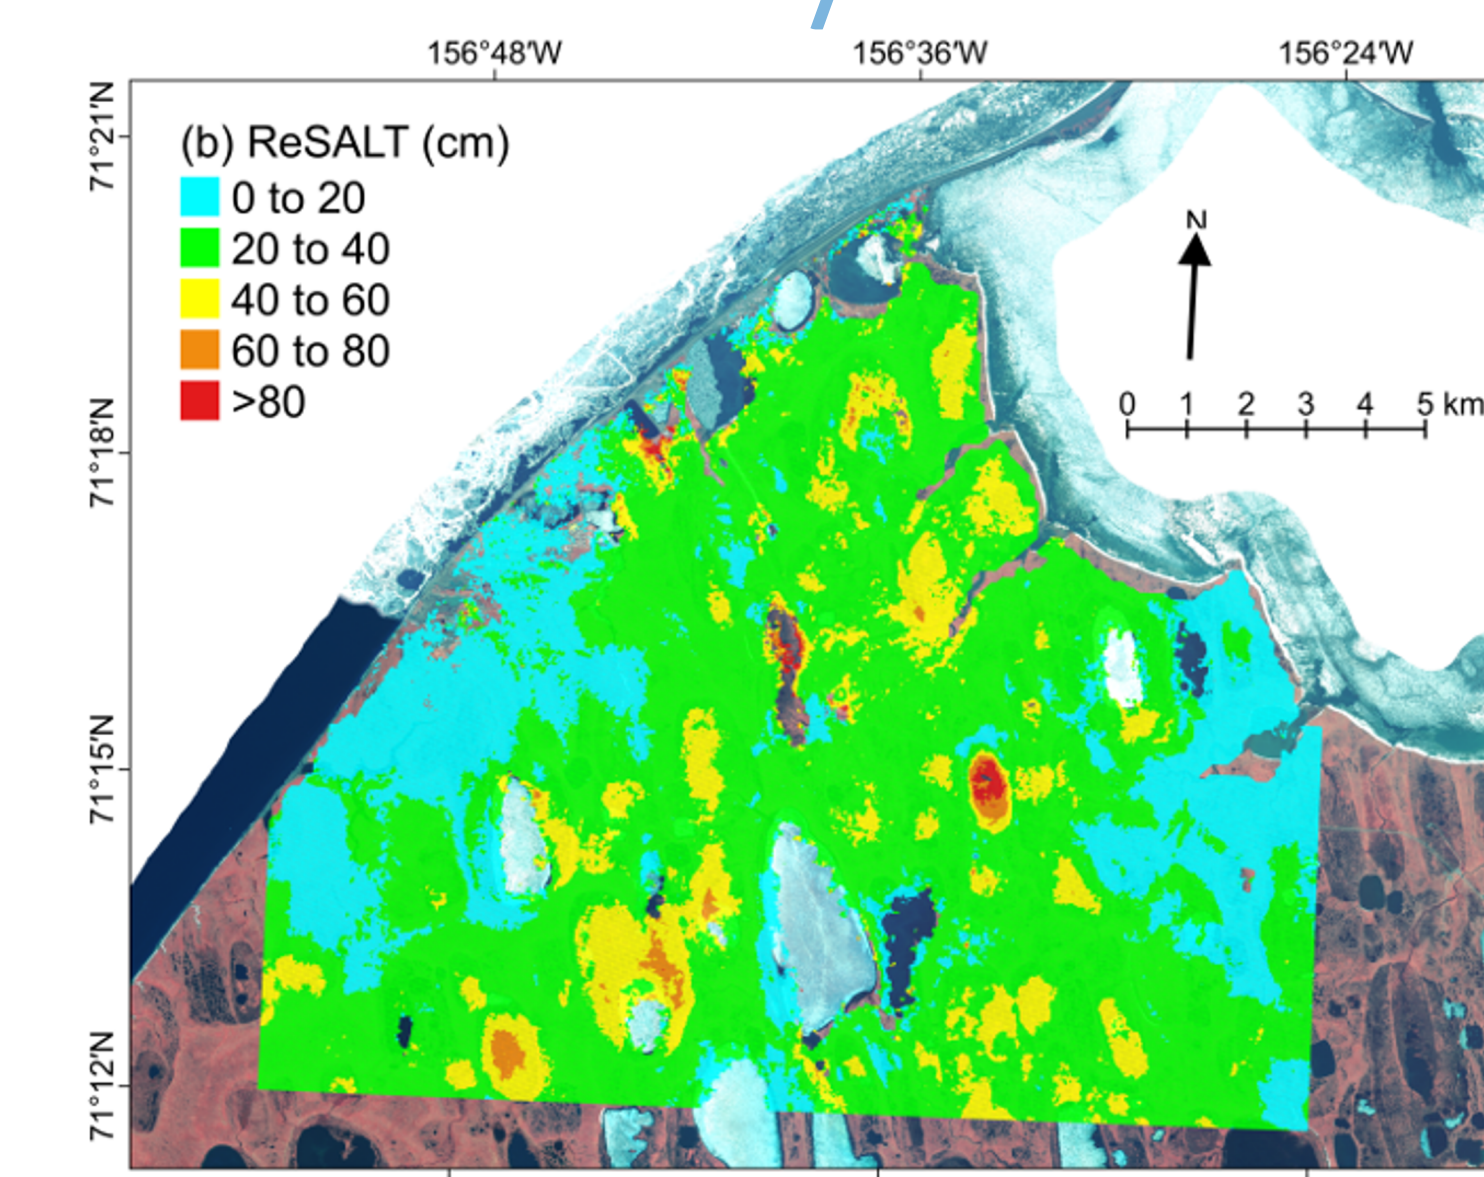 156°48'W 156°36'W 156°24'W
71°21'N
(b) ReSALT (cm)
0 to 20
20 to 40
40 to 60
60 to 80
>80
N
0 1 2 3 4 5 km
71°18'N
71°15'N
71°12'N